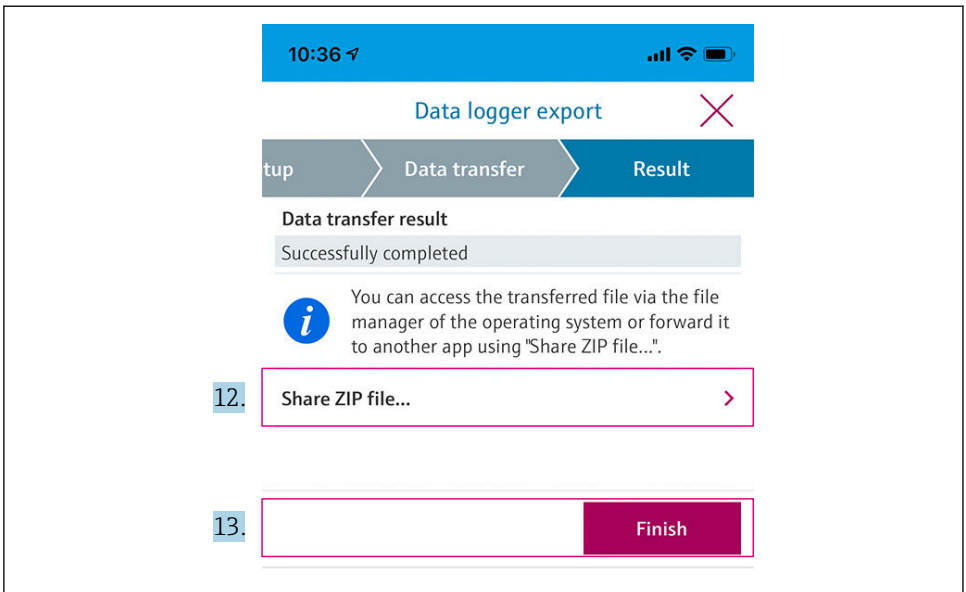 10:36
Data logger export
tup
Data transfer
Result
Data transfer result
Successfully completed
You can access the transferred file via the file
manager of the operating system or forward it
to another app using "Share ZIP file...".
12.
Share ZIP file...
13.
Finish